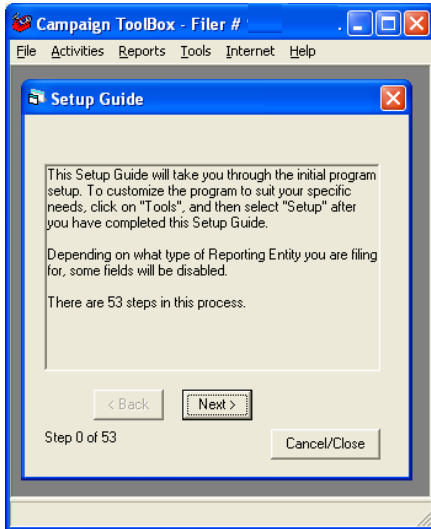 Campaign ToolBox - Filer # .
File Activities Reports Tools Internet Help
Setup Guide
This Setup Guide will take you through the initial program
setup. To customize the program to suit your specific
needs, click on "Tools", and then select "Setup" after
you have completed this Setup Guide.
Depending on what type of Reporting Entity you are filing
for, some fields will be disabled.
There are 53 steps in this process.
< Back Next >
Step 0 of 53
Cancel/Close